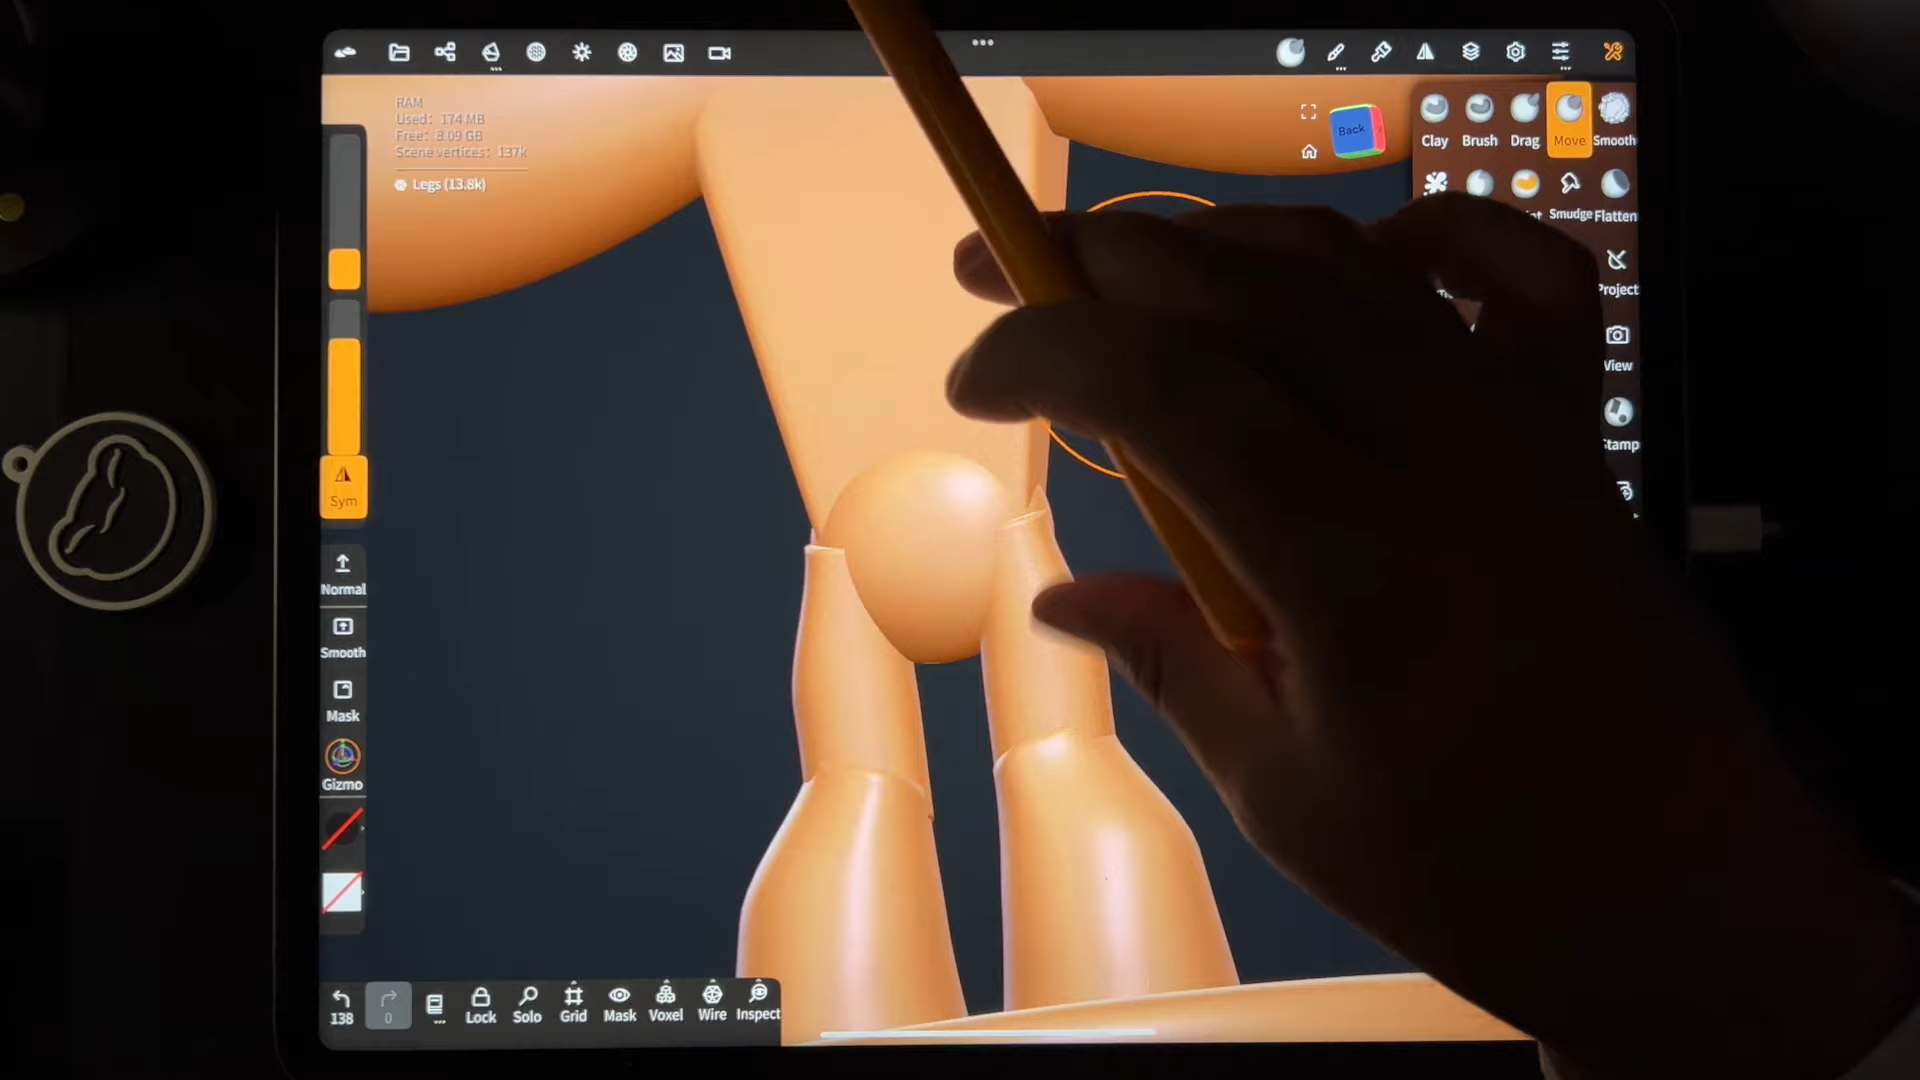 RAM
Used: 174 MB
Free: 8.09 GB
Scene vertices: 137k
Legs (13.8k)
Back
Clay
Brush
Drag
Move
Smooth
Smudge
Flatten
Project
View
Stamp
Sym
Normal
Smooth
Mask
Gizmo
138
0
Lock
Solo
Grid
Mask
Voxel
Wire
Inspect